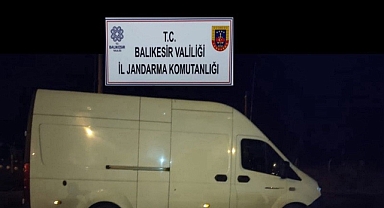 T.C.
BALIKESİR VALİLİĞİ
İL JANDARMA KOMUTANLIĞI